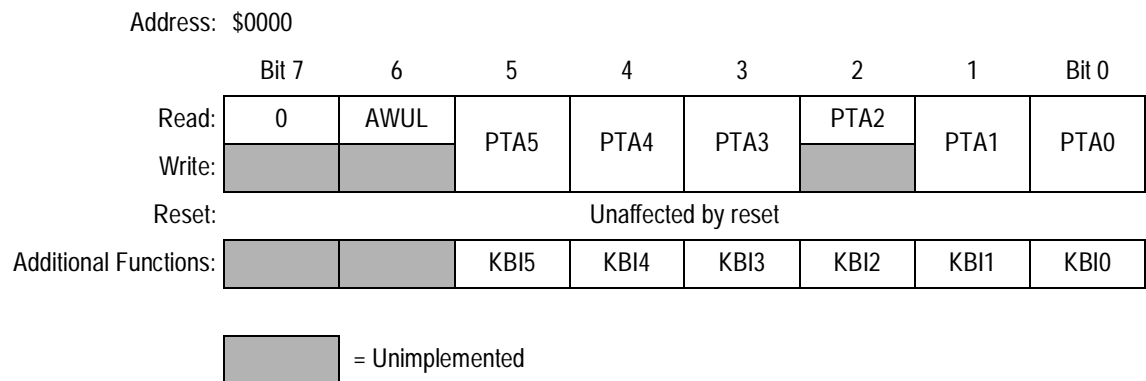 Address: $0000
Bit 7 6 5 4 3 2 1 Bit 0
Read: 0 AWUL PTA5 PTA4 PTA3 PTA2 PTA1 PTA0
Write:
Reset: Unaffected by reset
Additional Functions: KBI5 KBI4 KBI3 KBI2 KBI1 KBI0
= Unimplemented